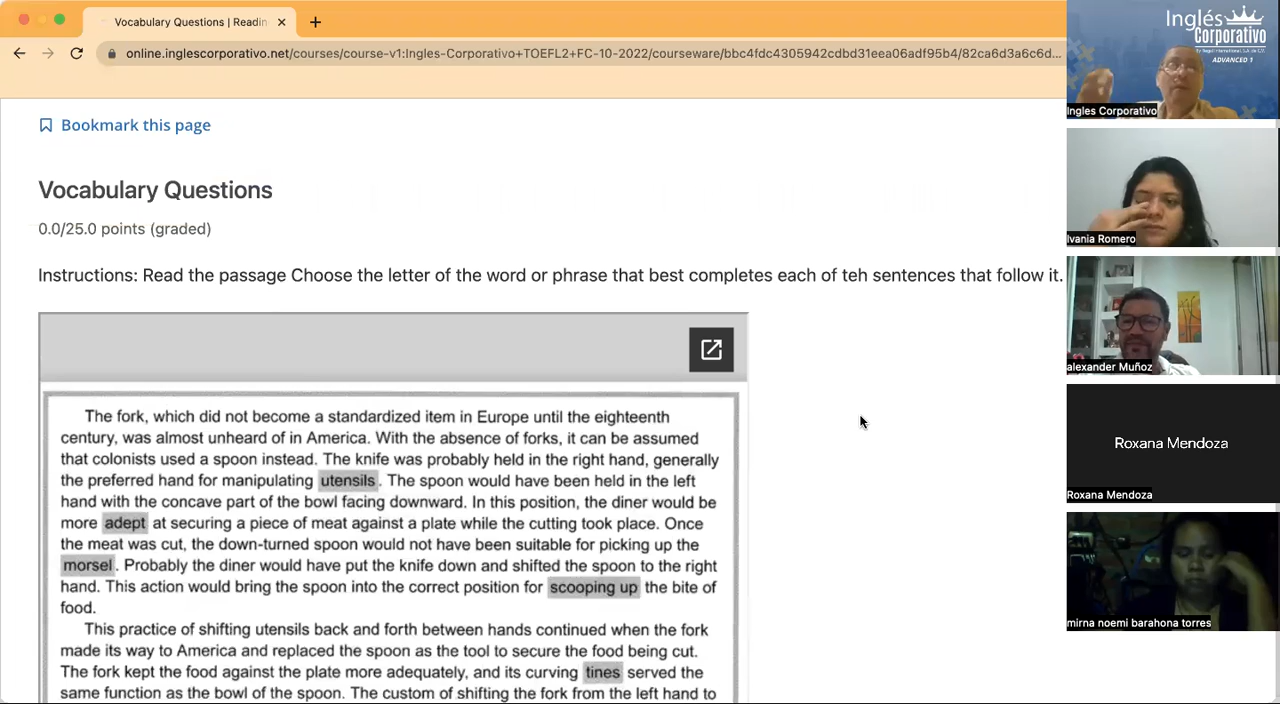 Vocabulary Questions | Readin
online.inglescorporativo.net/courses/course-v1:Ingles-Corporativo+TOEFL2+FC-10-2022/courseware/bbc4fdc4305942cdbd31eea06adf95b4/82ca6d3a6c6d...
Bookmark this page
Vocabulary Questions
0.0/25.0 points (graded)
Instructions: Read the passage Choose the letter of the word or phrase that best completes each of teh sentences that follow it.
The fork, which did not become a standardized item in Europe until the eighteenth
century, was almost unheard of in America. With the absence of forks, it can be assumed
that colonists used a spoon instead. The knife was probably held in the right hand, generally
the preferred hand for manipulating utensils. The spoon would have been held in the left
hand with the concave part of the bowl facing downward. In this position, the diner would be
more adept at securing a piece of meat against a plate while the cutting took place. Once
the meat was cut, the down-turned spoon would not have been suitable for picking up the
morsel. Probably the diner would have put the knife down and shifted the spoon to the right
hand. This action would bring the spoon into the correct position for scooping up the bite of
food.
This practice of shifting utensils back and forth between hands continued when the fork
made its way to America and replaced the spoon as the tool to secure the food being cut.
The fork kept the food against the plate more adequately, and its curving tines served the
same function as the bowl of the spoon. The custom of shifting the fork from the left hand to
Inglés
Corporativo
ADVANCED 1
Ingles Corporativo
Ivania Romero
alexander Muñoz
Roxana Mendoza
Roxana Mendoza
mirna noemi barahona torres